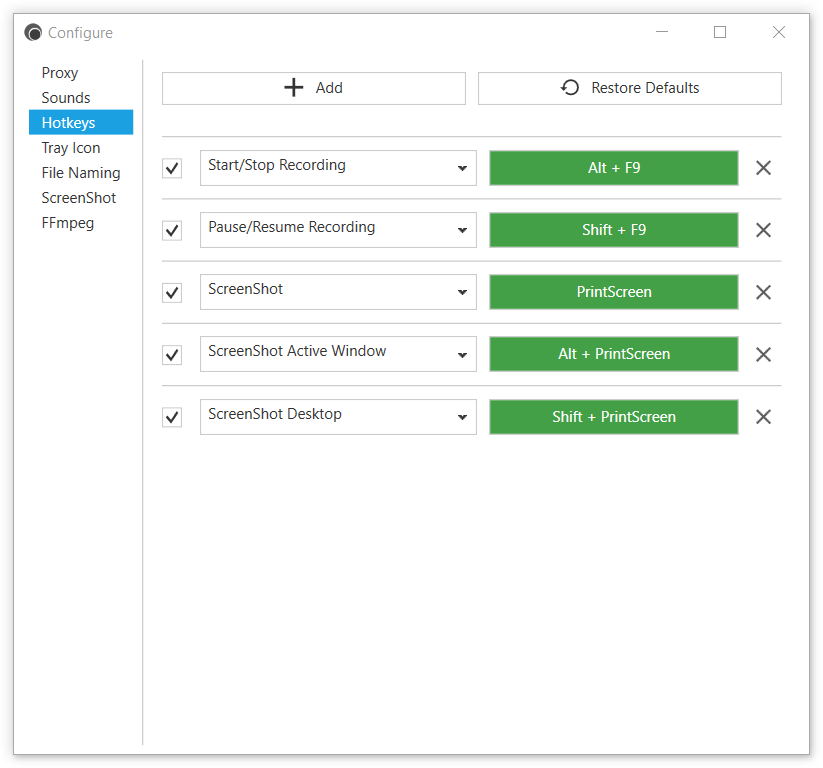 Configure
Proxy
Sounds
Hotkeys
Tray Icon
File Naming
ScreenShot
FFmpeg
Add
Restore Defaults
Start/Stop Recording
Alt + F9
Pause/Resume Recording
Shift + F9
ScreenShot
PrintScreen
ScreenShot Active Window
Alt + PrintScreen
ScreenShot Desktop
Shift + PrintScreen